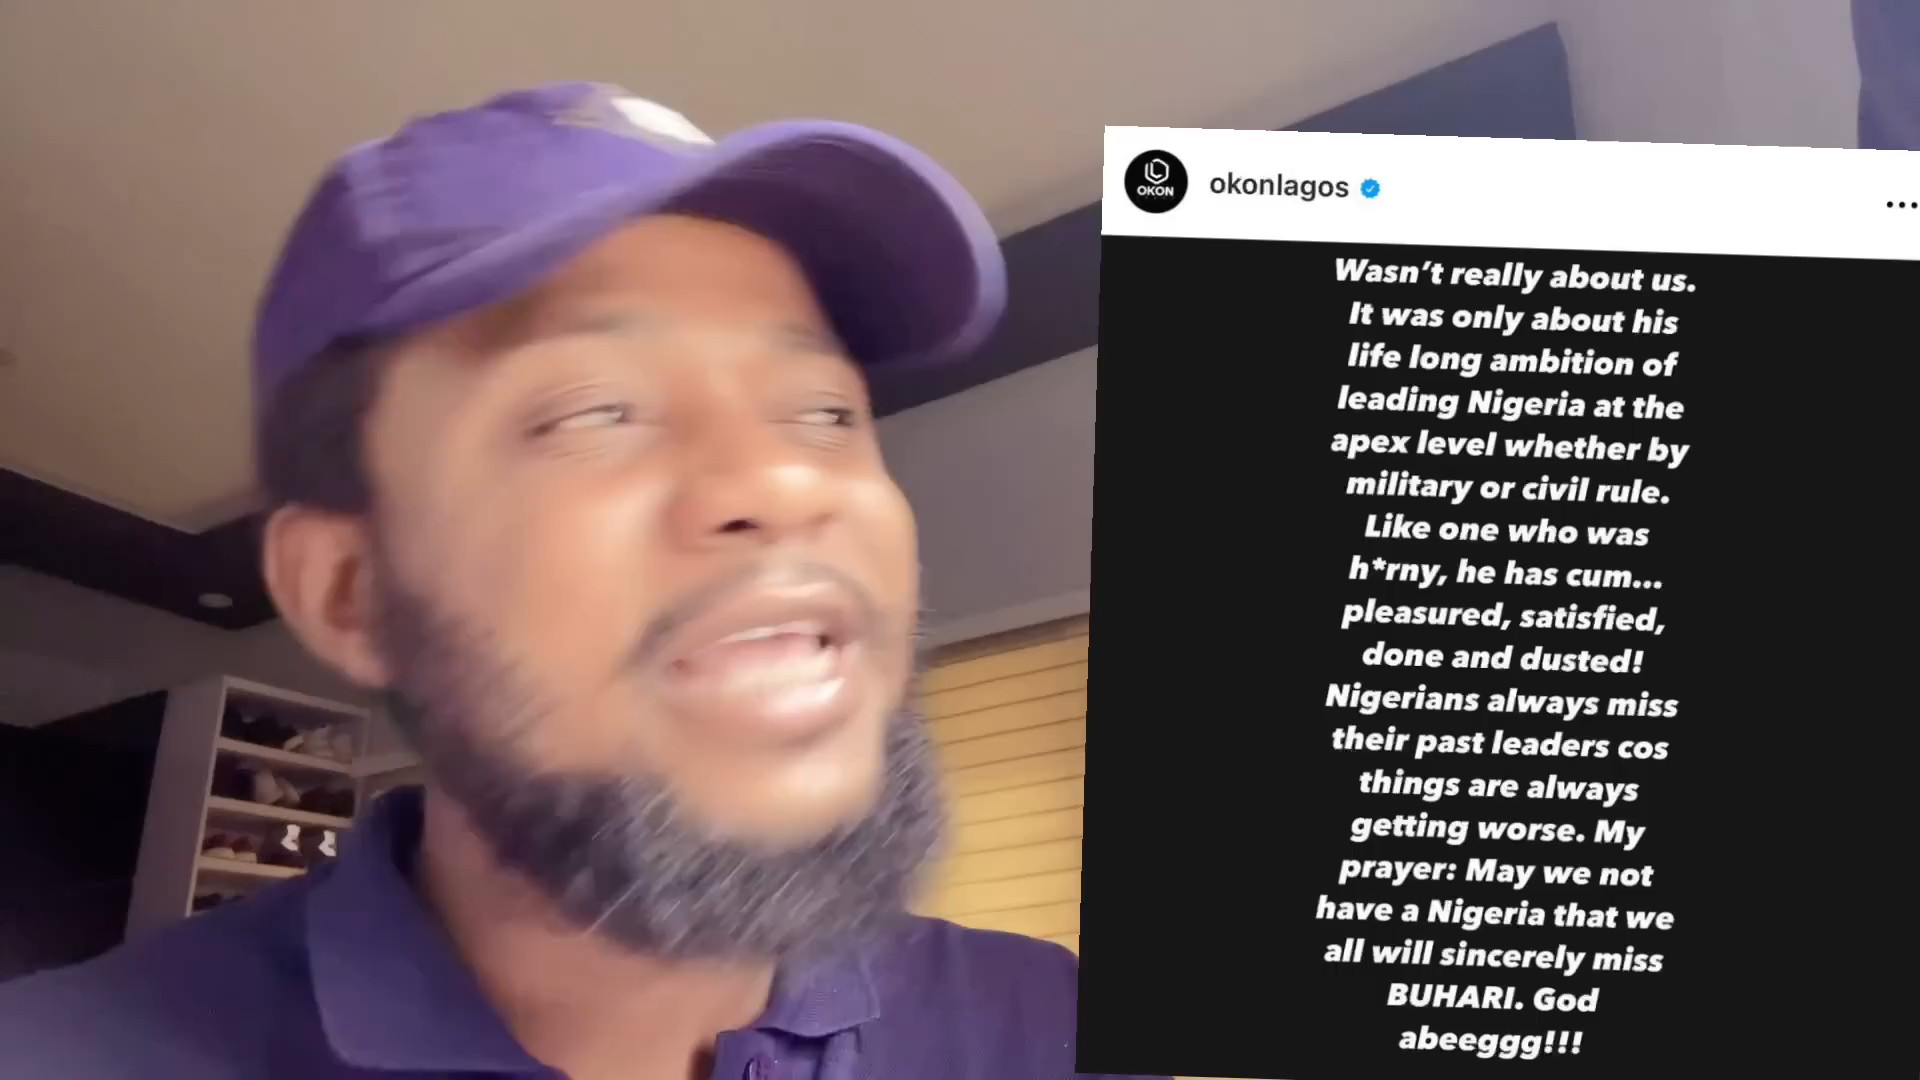 OKON
okonlagos
Wasn't really about us.
It was only about his
life long ambition of
leading Nigeria at the
apex level whether by
military or civil rule.
Like one who was
h*rny, he has cum...
pleasured, satisfied,
done and dusted!
Nigerians always miss
their past leaders cos
things are always
getting worse. My
prayer: May we not
have a Nigeria that we
all will sincerely miss
BUHARI. God
abeeggg!!!